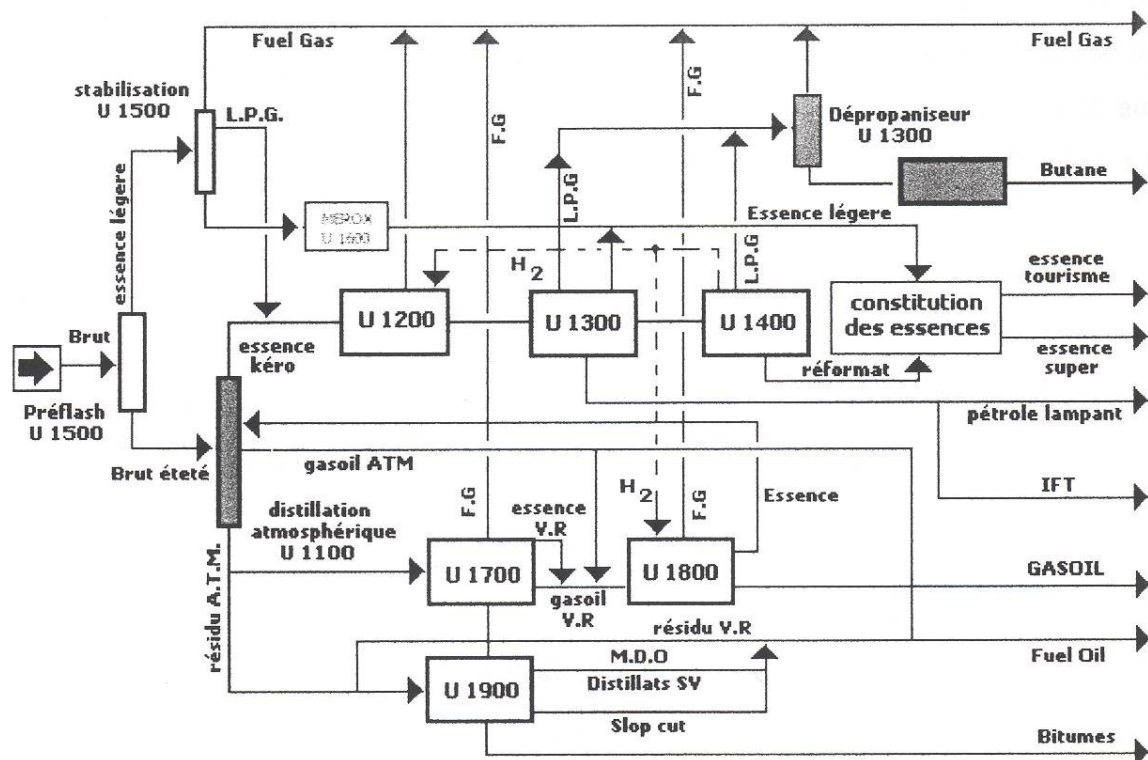 Fuel Gas
Fuel Gas
stabilisation
U 1500
L.P.G.
F.G
F.G
Dépropaniseur
U 1300
Butane
essence légère
MEROX
U 1600
L.P.G
Essence légere
H2
L.P.G
essence
tourisme
Brut
U 1200
U 1300
U 1400
constitution
des essences
essence
kéro
réformat
essence
super
Préflash
U 1500
pétrole lampant
Brut éteté
gasoil ATM
Essence
IFT
distillation
atmosphérique
U 1100
F.G
essence
V.R
H2
F.G
résidu A.T.M.
U 1700
U 1800
GASOIL
gasoil
V.R
résidu V.R
M.D.O
Fuel Oil
U 1900
Distillats SV
Slop cut
Bitumes